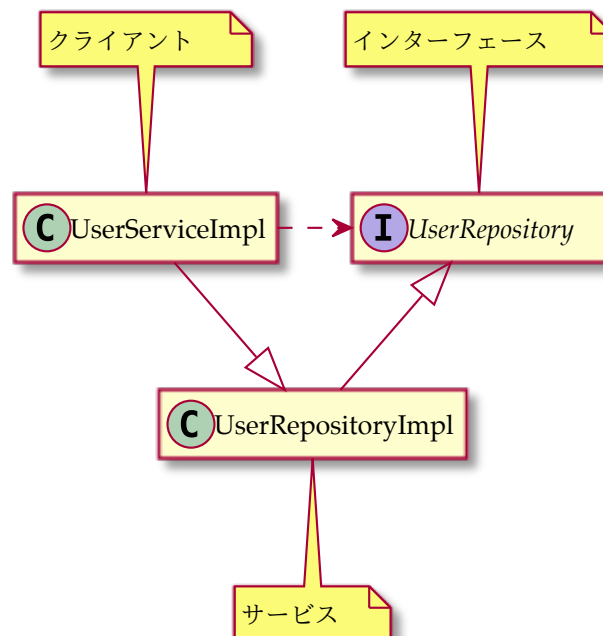 クライアント
インターフェース
C UserServiceImpl
I UserRepository
C UserRepositoryImpl
サービス